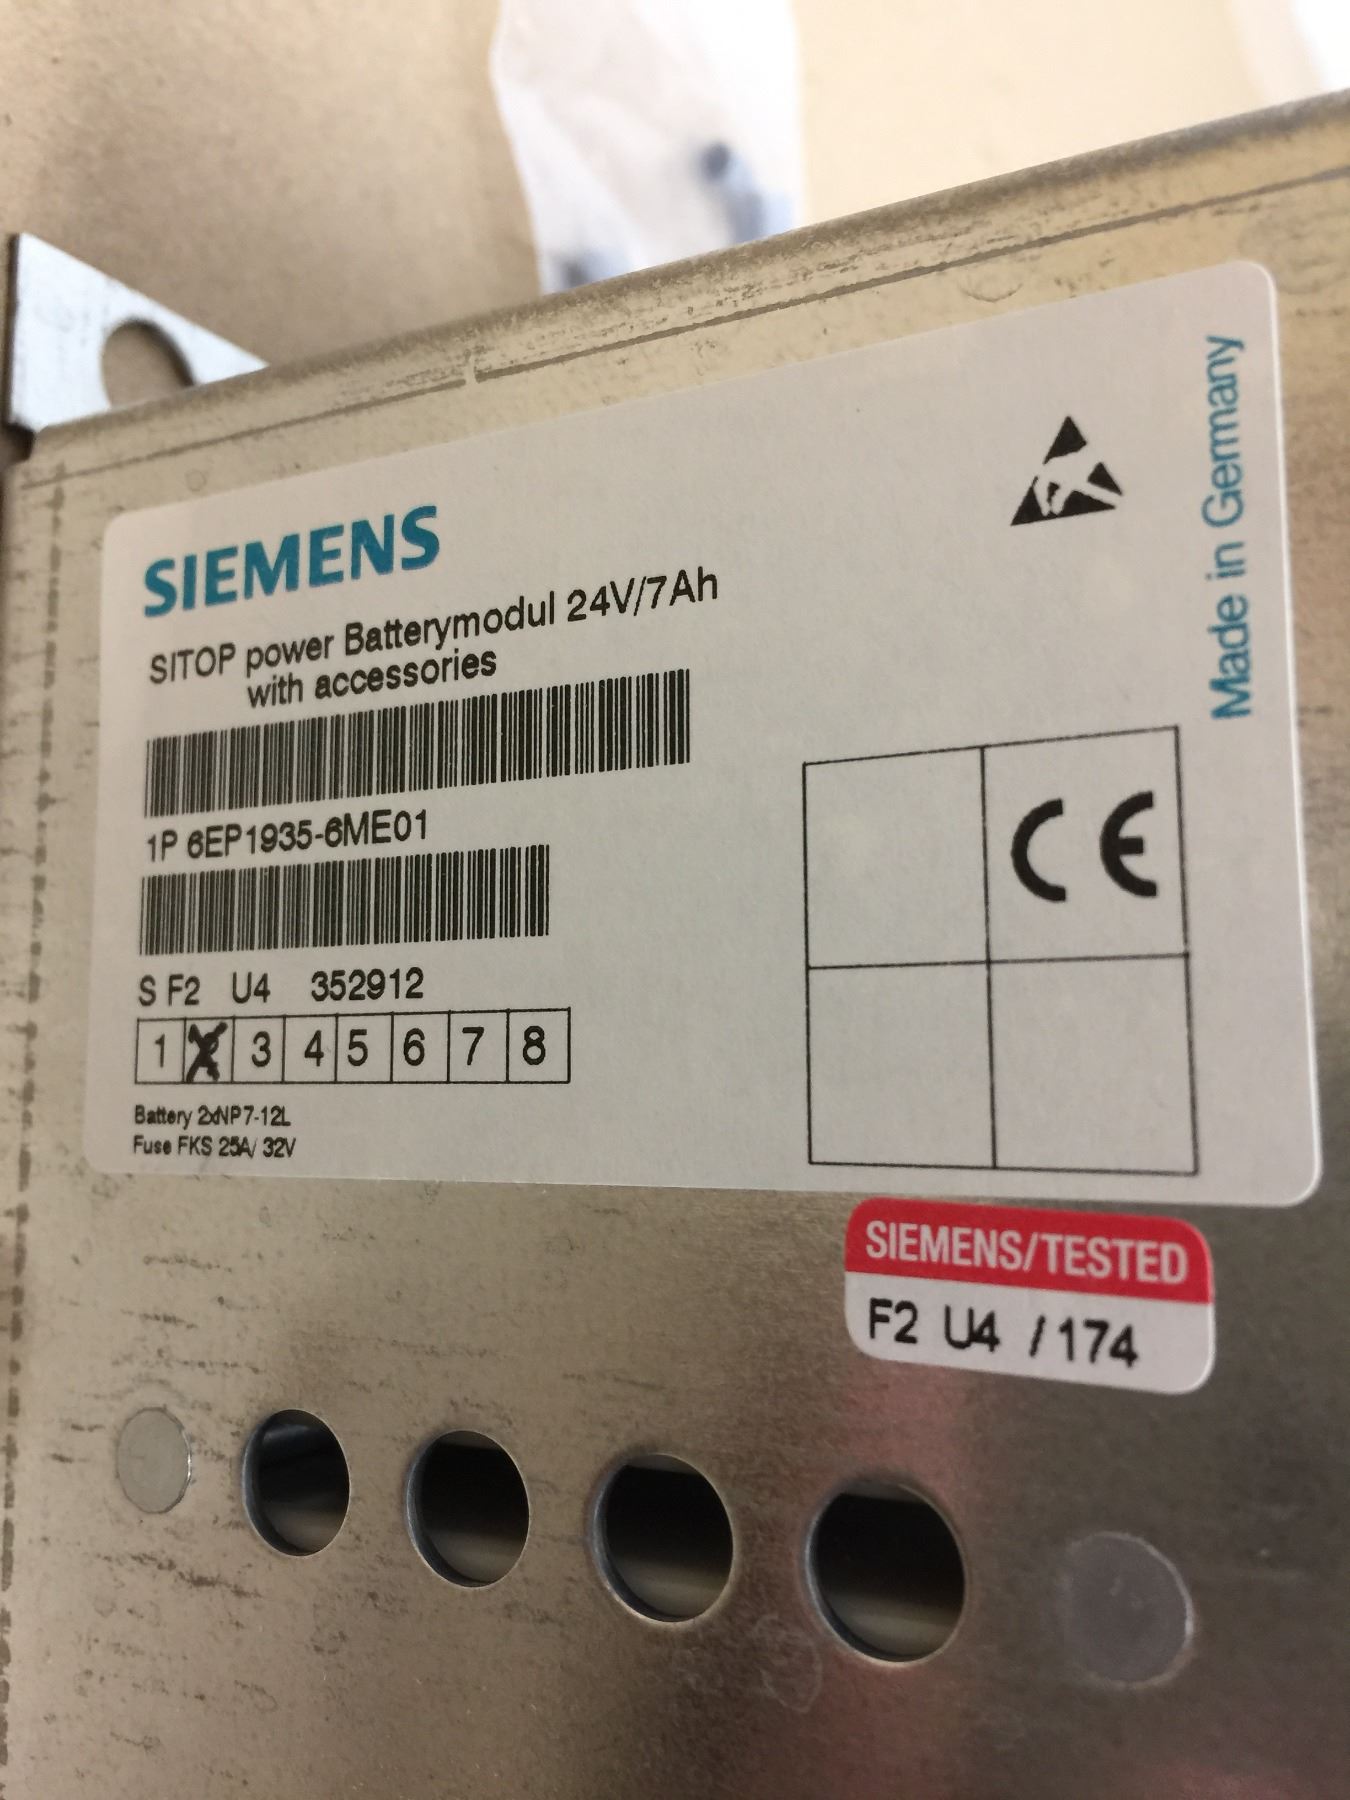 SIEMENS
SITOP power Batterymodul 24V/7Ah
with accessories
1P 6EP1935-6ME01
S F2 U4 352912
1 2 3 4 5 6 7 8
Battery 2xNP7-12L
Fuse FKS 25A/ 32V
Made in Germany
CE
SIEMENS/TESTED
F2 U4 /174